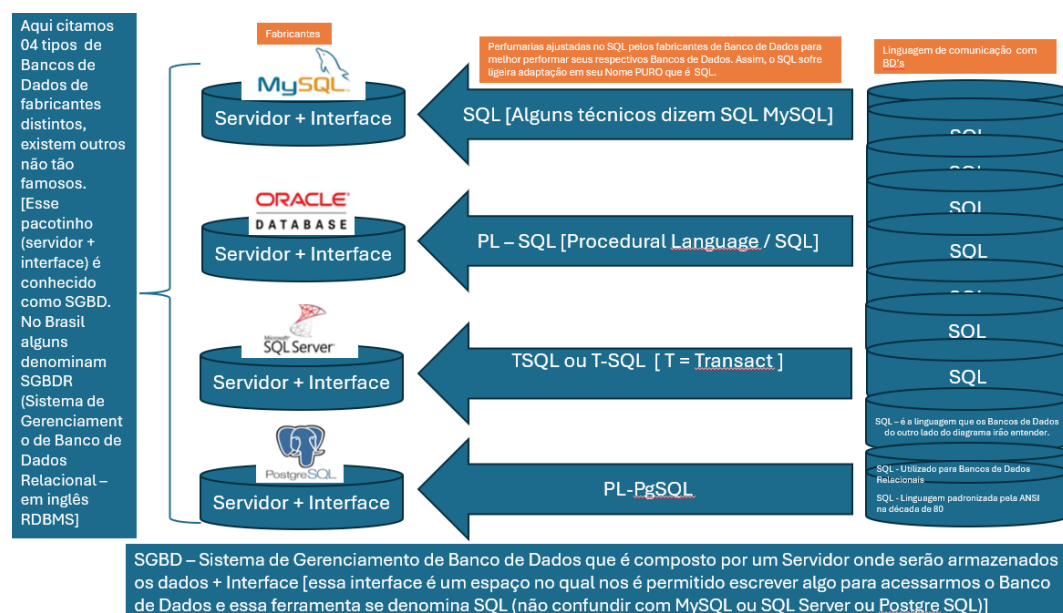 Aqui citamos
04 tipos de
Bancos de
Dados de
fabricantes
distintos,
existem outros
não tão
famosos.
[Esse
pacotinho
(servidor +
interface) é
conhecido
como SGBD.
No Brasil
alguns
denominam
SGBDR
(Sistema de
Gerenciament
o de Banco de
Dados
Relacional –
em inglês
RDBMS]
Fabricantes
MySQL
Servidor + Interface
ORACLE
DATABASE
Servidor + Interface
Microsoft
SQL Server
Servidor + Interface
PostgreSQL
Servidor + Interface
Perfumarias ajustadas no SQL pelos fabricantes de Banco de Dados para
melhor performar seus respectivos Bancos de Dados. Assim, o SQL sofre
ligeira adaptação em seu Nome PURO que é SQL.
SQL [Alguns técnicos dizem SQL MySQL]
PL – SQL [Procedural Language / SQL]
TSQL ou T-SQL [ T = Transact ]
PL-PgSQL
Linguagem de comunicação com
BD's
SQL
SQL
SQL
SQL
SQL
SQL
SQL
SQL – é a linguagem que os Bancos de Dados
do outro lado do diagrama irão entender.
SQL - Utilizado para Bancos de Dados
Relacionais
SQL - Linguagem padronizada pela ANSI
na década de 80
SGBD – Sistema de Gerenciamento de Banco de Dados que é composto por um Servidor onde serão armazenados
os dados + Interface [essa interface é um espaço no qual nos é permitido escrever algo para acessarmos o Banco
de Dados e essa ferramenta se denomina SQL (não confundir com MySQL ou SQL Server ou Postgre SQL)]